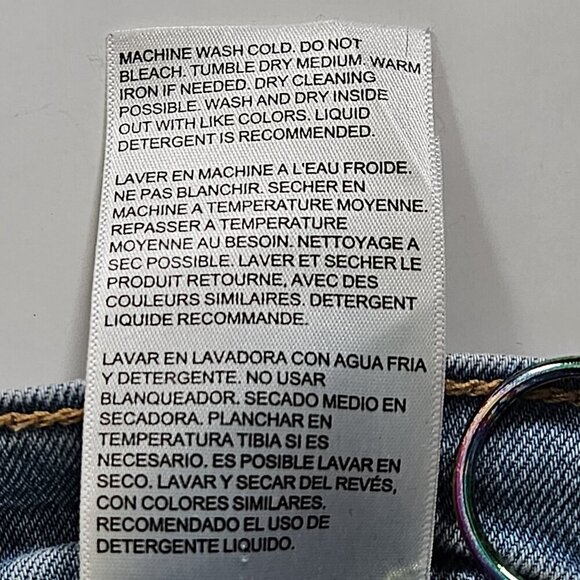 MACHINE WASH COLD. DO NOT
BLEACH. TUMBLE DRY MEDIUM. WARM
IRON IF NEEDED. DRY CLEANING
POSSIBLE. WASH AND DRY INSIDE
OUT WITH LIKE COLORS. LIQUID
DETERGENT IS RECOMMENDED.
LAVER EN MACHINE A L'EAU FROIDE.
NE PAS BLANCHIR. SECHER EN
MACHINE A TEMPERATURE MOYENNE.
REPASSER A TEMPERATURE
MOYENNE AU BESOIN. NETTOYAGE A
SEC POSSIBLE. LAVER ET SECHER LE
PRODUIT RETOURNE, AVEC DES
COULEURS SIMILAIRES. DETERGENT
LIQUIDE RECOMMANDE.
LAVAR EN LAVADORA CON AGUA FRIA
Y DETERGENTE. NO USAR
BLANQUEADOR. SECADO MEDIO EN
SECADORA. PLANCHAR EN
TEMPERATURA TIBIA SI ES
NECESARIO. ES POSIBLE LAVAR EN
SECO. LAVAR Y SECAR DEL REVÉS,
CON COLORES SIMILARES.
RECOMENDADO EL USO DE
DETERGENTE LIQUIDO.